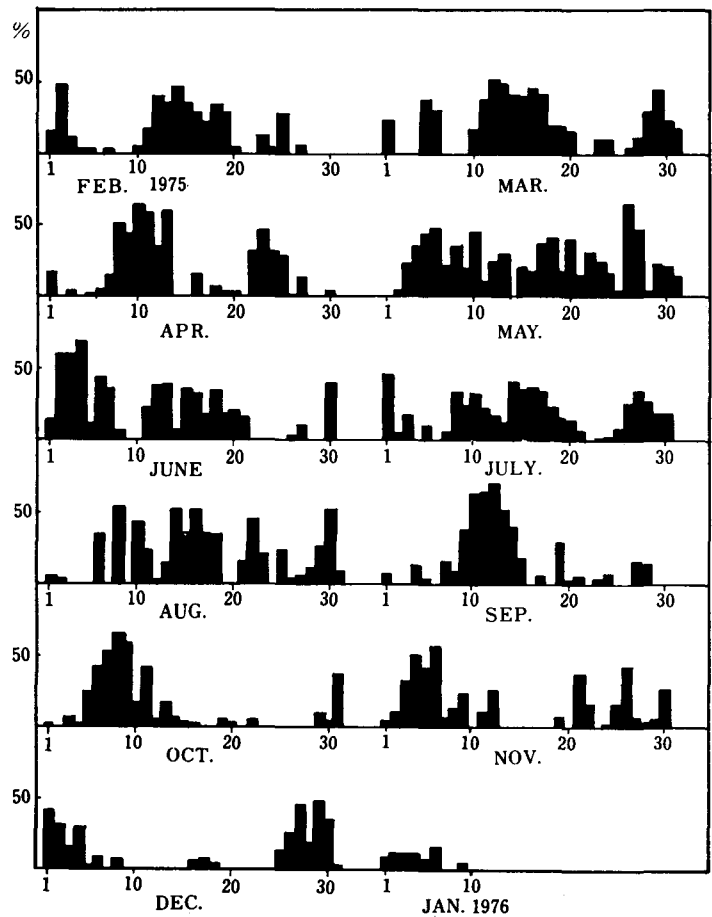 %
50
1 10 20 30 1 10 20 30
FEB. 1975 MAR.
50
1 10 20 30 1 10 20 30
APR. MAY.
50
1 10 20 30 1 10 20 30
JUNE JULY.
50
1 10 20 30 1 10 20 30
AUG. SEP.
50
1 10 20 30 1 10 20 30
OCT. NOV.
50
1 10 20 30 1 10
DEC. JAN. 1976